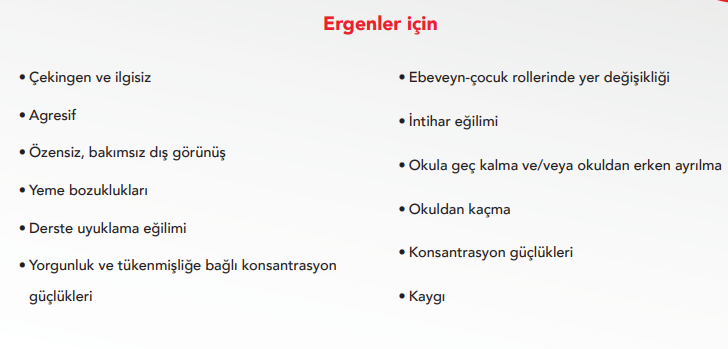 Ergenler için
• Çekingen ve ilgisiz
• Agresif
• Özensiz, bakımsız dış görünüş
• Yeme bozuklukları
• Derste uyuklama eğilimi
• Yorgunluk ve tükenmişliğe bağlı konsantrasyon
güçlükleri
• Ebeveyn-çocuk rollerinde yer değişikliği
• İntihar eğilimi
• Okula geç kalma ve/veya okuldan erken ayrılma
• Okuldan kaçma
• Konsantrasyon güçlükleri
• Kaygı